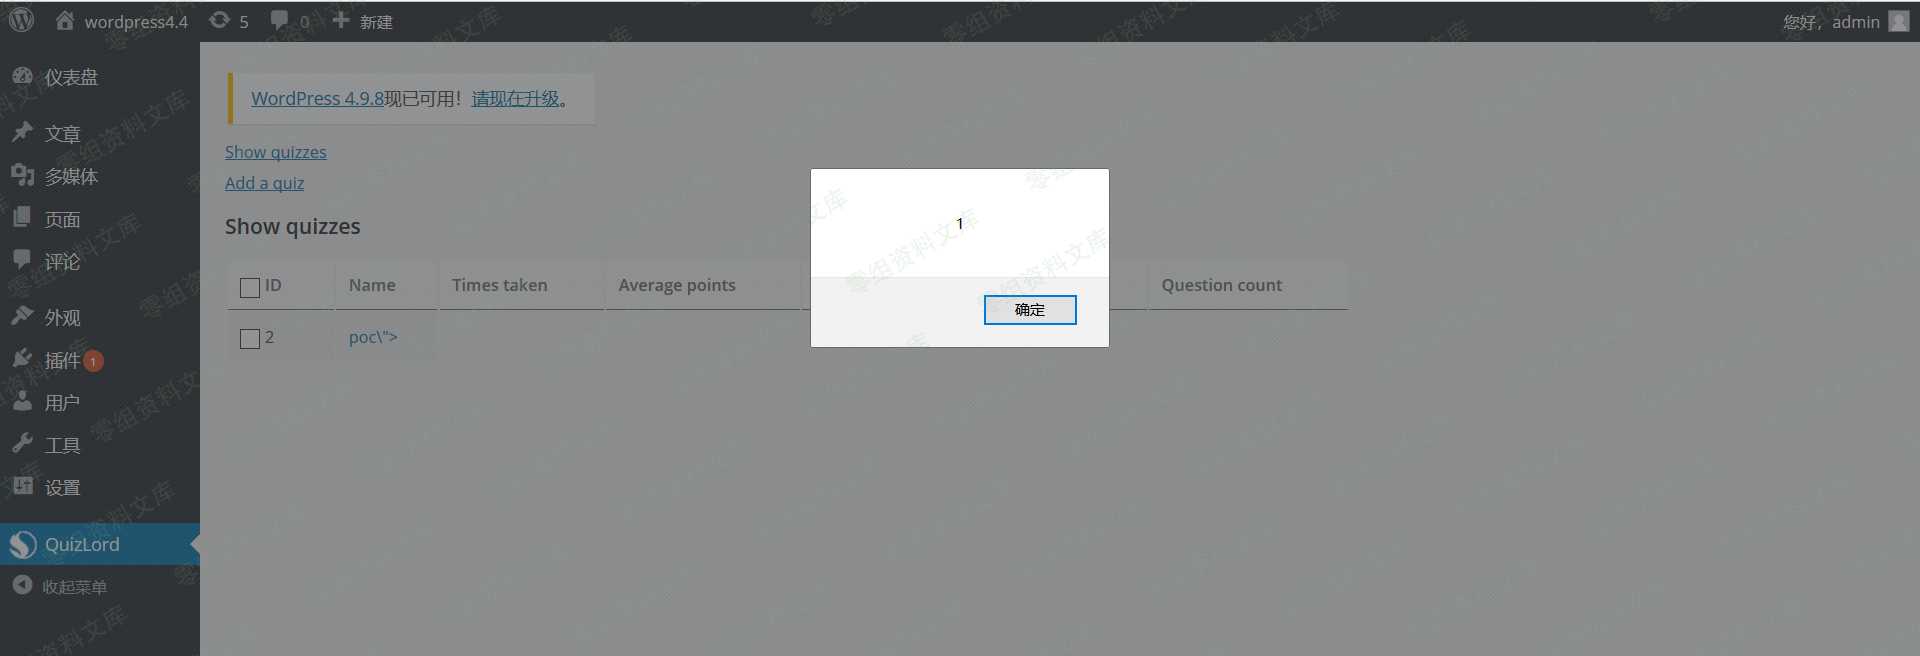 wordpress4.4 5 0 新建 您好，admin
仪表盘
文章
多媒体
页面
评论
外观
插件 1
用户
工具
设置
QuizLord
收起菜单
WordPress 4.9.8现已可用！请现在升级。
Show quizzes
Add a quiz
Show quizzes
ID Name Times taken Average points Question count
2 poc\">
1
确定
零组资料文库